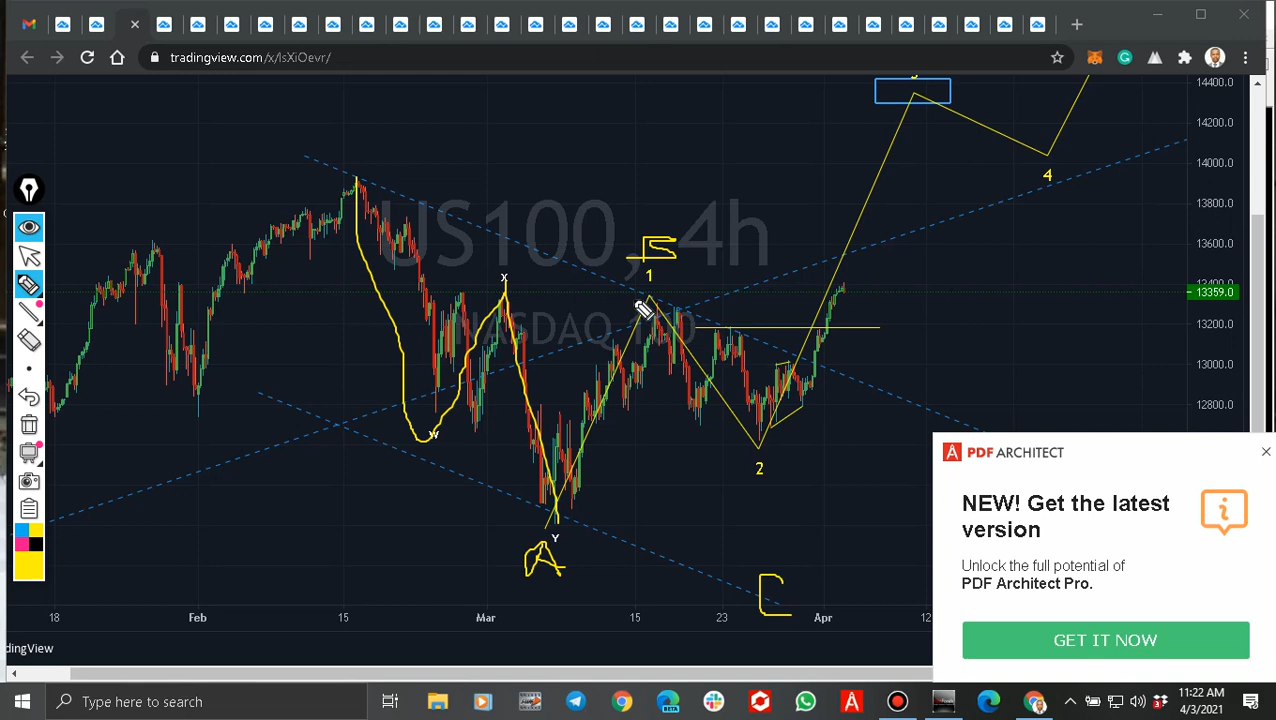 tradingview.com/x/IsXiOevr/
14400.0
14200.0
4
14000.0
13800.0
US100, 4h
13600.0
B
1
X
13400.0
13359.0
NASDAQ 100
13200.0
13000.0
12800.0
W
2
Y
A
C
18
Feb
15
Mar
15
23
Apr
12
dingView
PDF ARCHITECT
NEW! Get the latest
version
Unlock the full potential of
PDF Architect Pro.
GET IT NOW
Type here to search
BETA
3
11:22 AM
4/3/2021